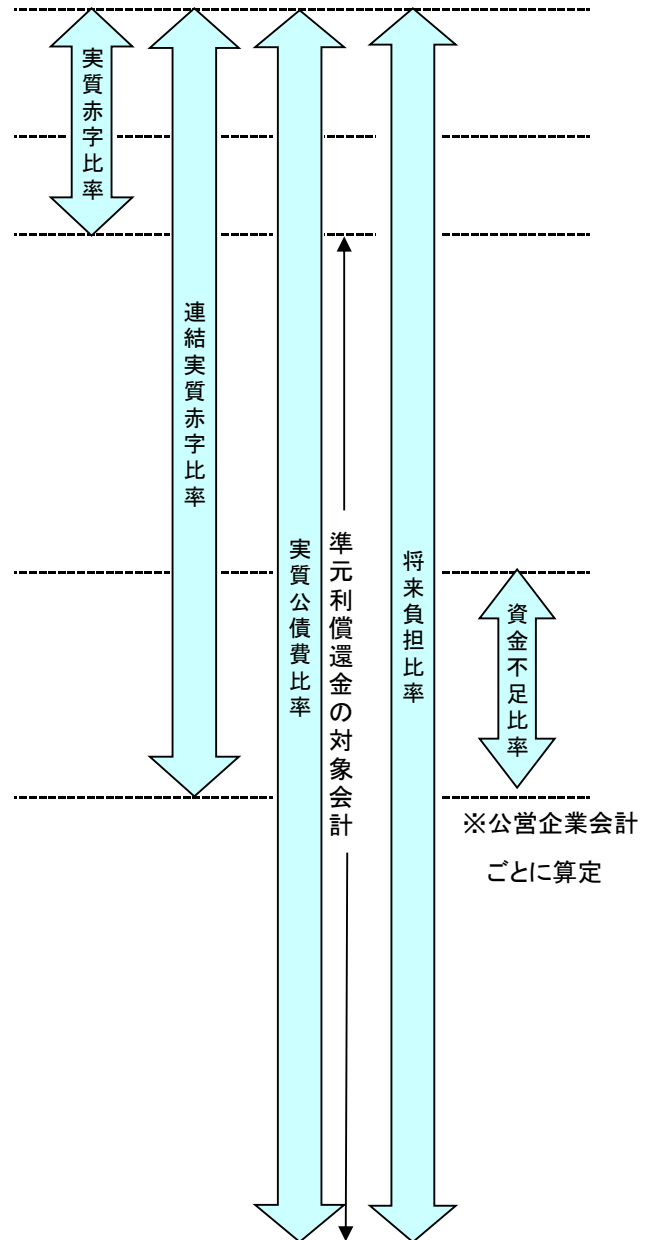 実質赤字比率
連結実質赤字比率
実質公債費比率
準元利償還金の対象会計
将来負担比率
資金不足比率
※公営企業会計
ごとに算定